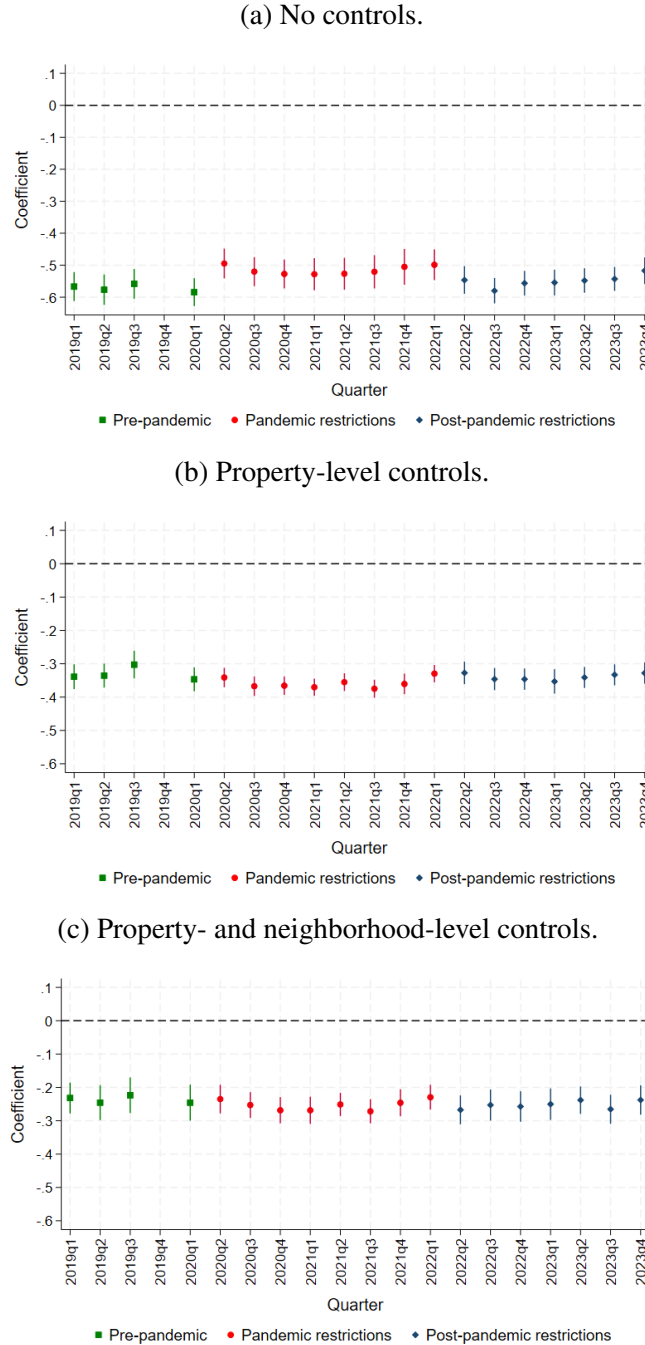 (a) No controls.
.1
0
-.1
-.2
-.3
-.4
-.5
-.6
Coefficient
2019q1 2019q2 2019q3 2019q4 2020q1 2020q2 2020q3 2020q4 2021q1 2021q2 2021q3 2021q4 2022q1 2022q2 2022q3 2022q4 2023q1 2023q2 2023q3 2023q4
Quarter
Pre-pandemic Pandemic restrictions Post-pandemic restrictions
(b) Property-level controls.
.1
0
-.1
-.2
-.3
-.4
-.5
-.6
Coefficient
2019q1 2019q2 2019q3 2019q4 2020q1 2020q2 2020q3 2020q4 2021q1 2021q2 2021q3 2021q4 2022q1 2022q2 2022q3 2022q4 2023q1 2023q2 2023q3 2023q4
Quarter
Pre-pandemic Pandemic restrictions Post-pandemic restrictions
(c) Property- and neighborhood-level controls.
.1
0
-.1
-.2
-.3
-.4
-.5
-.6
Coefficient
2019q1 2019q2 2019q3 2019q4 2020q1 2020q2 2020q3 2020q4 2021q1 2021q2 2021q3 2021q4 2022q1 2022q2 2022q3 2022q4 2023q1 2023q2 2023q3 2023q4
Quarter
Pre-pandemic Pandemic restrictions Post-pandemic restrictions